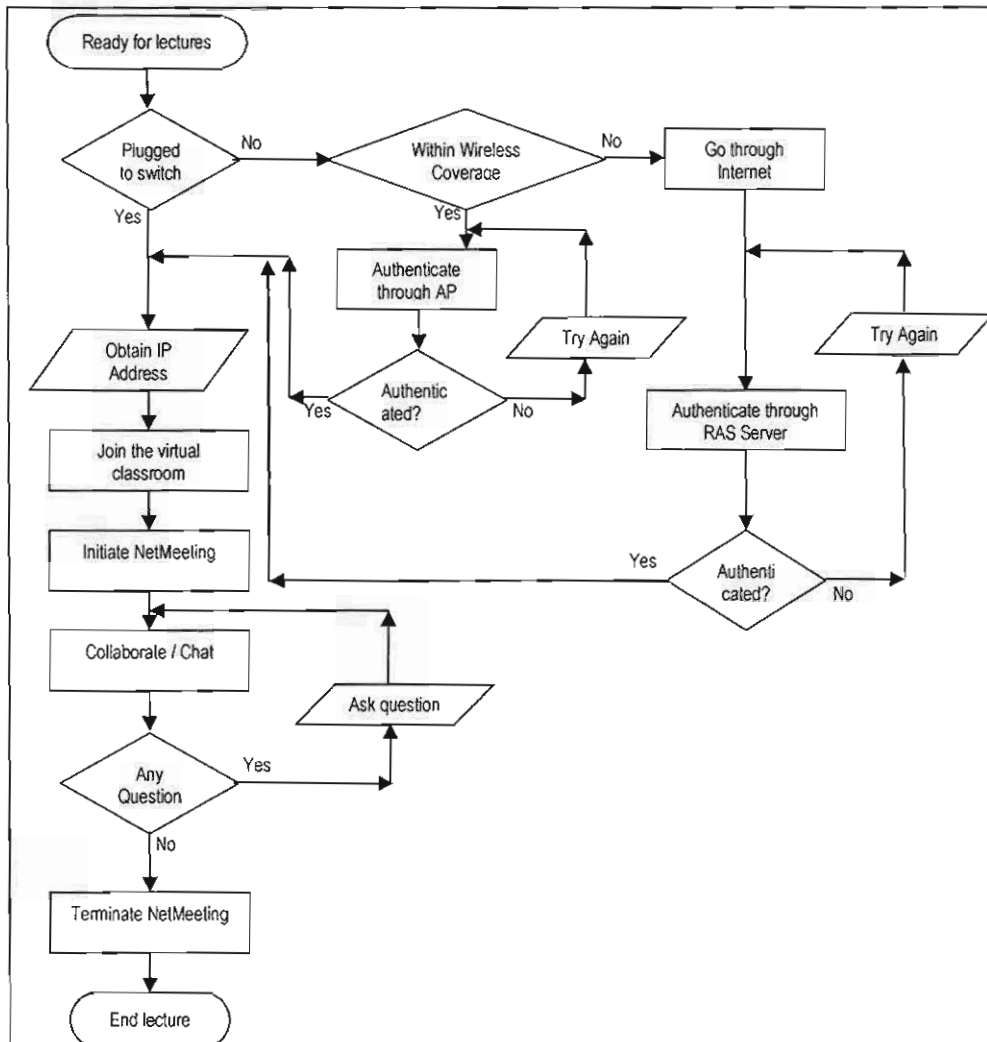 Ready for lectures
Plugged
to switch
No
Within Wireless
Coverage
No
Go through
Internet
Yes
Yes
Authenticate
through AP
Try Again
Try Again
Obtain IP
Address
Yes
Authentic
ated?
No
Authenticate through
RAS Server
Join the virtual
classroom
Initiate NetMeeting
Yes
Authenti
cated?
No
Collaborate / Chat
Ask question
Any
Question
Yes
No
Terminate NetMeeting
End lecture